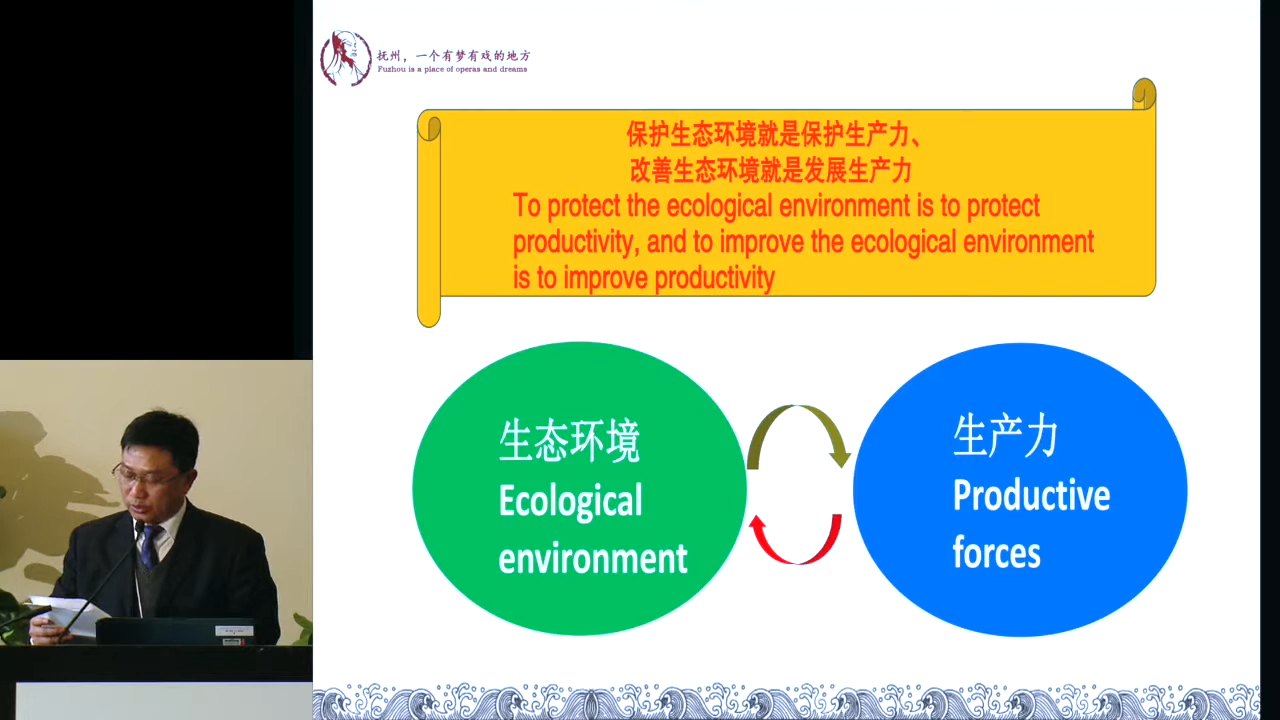 抚州，一个有梦有戏的地方
Fuzhou is a place of operas and dreams
保护生态环境就是保护生产力、
改善生态环境就是发展生产力
To protect the ecological environment is to protect
productivity, and to improve the ecological environment
is to improve productivity
生态环境
Ecological
environment
生产力
Productive
forces